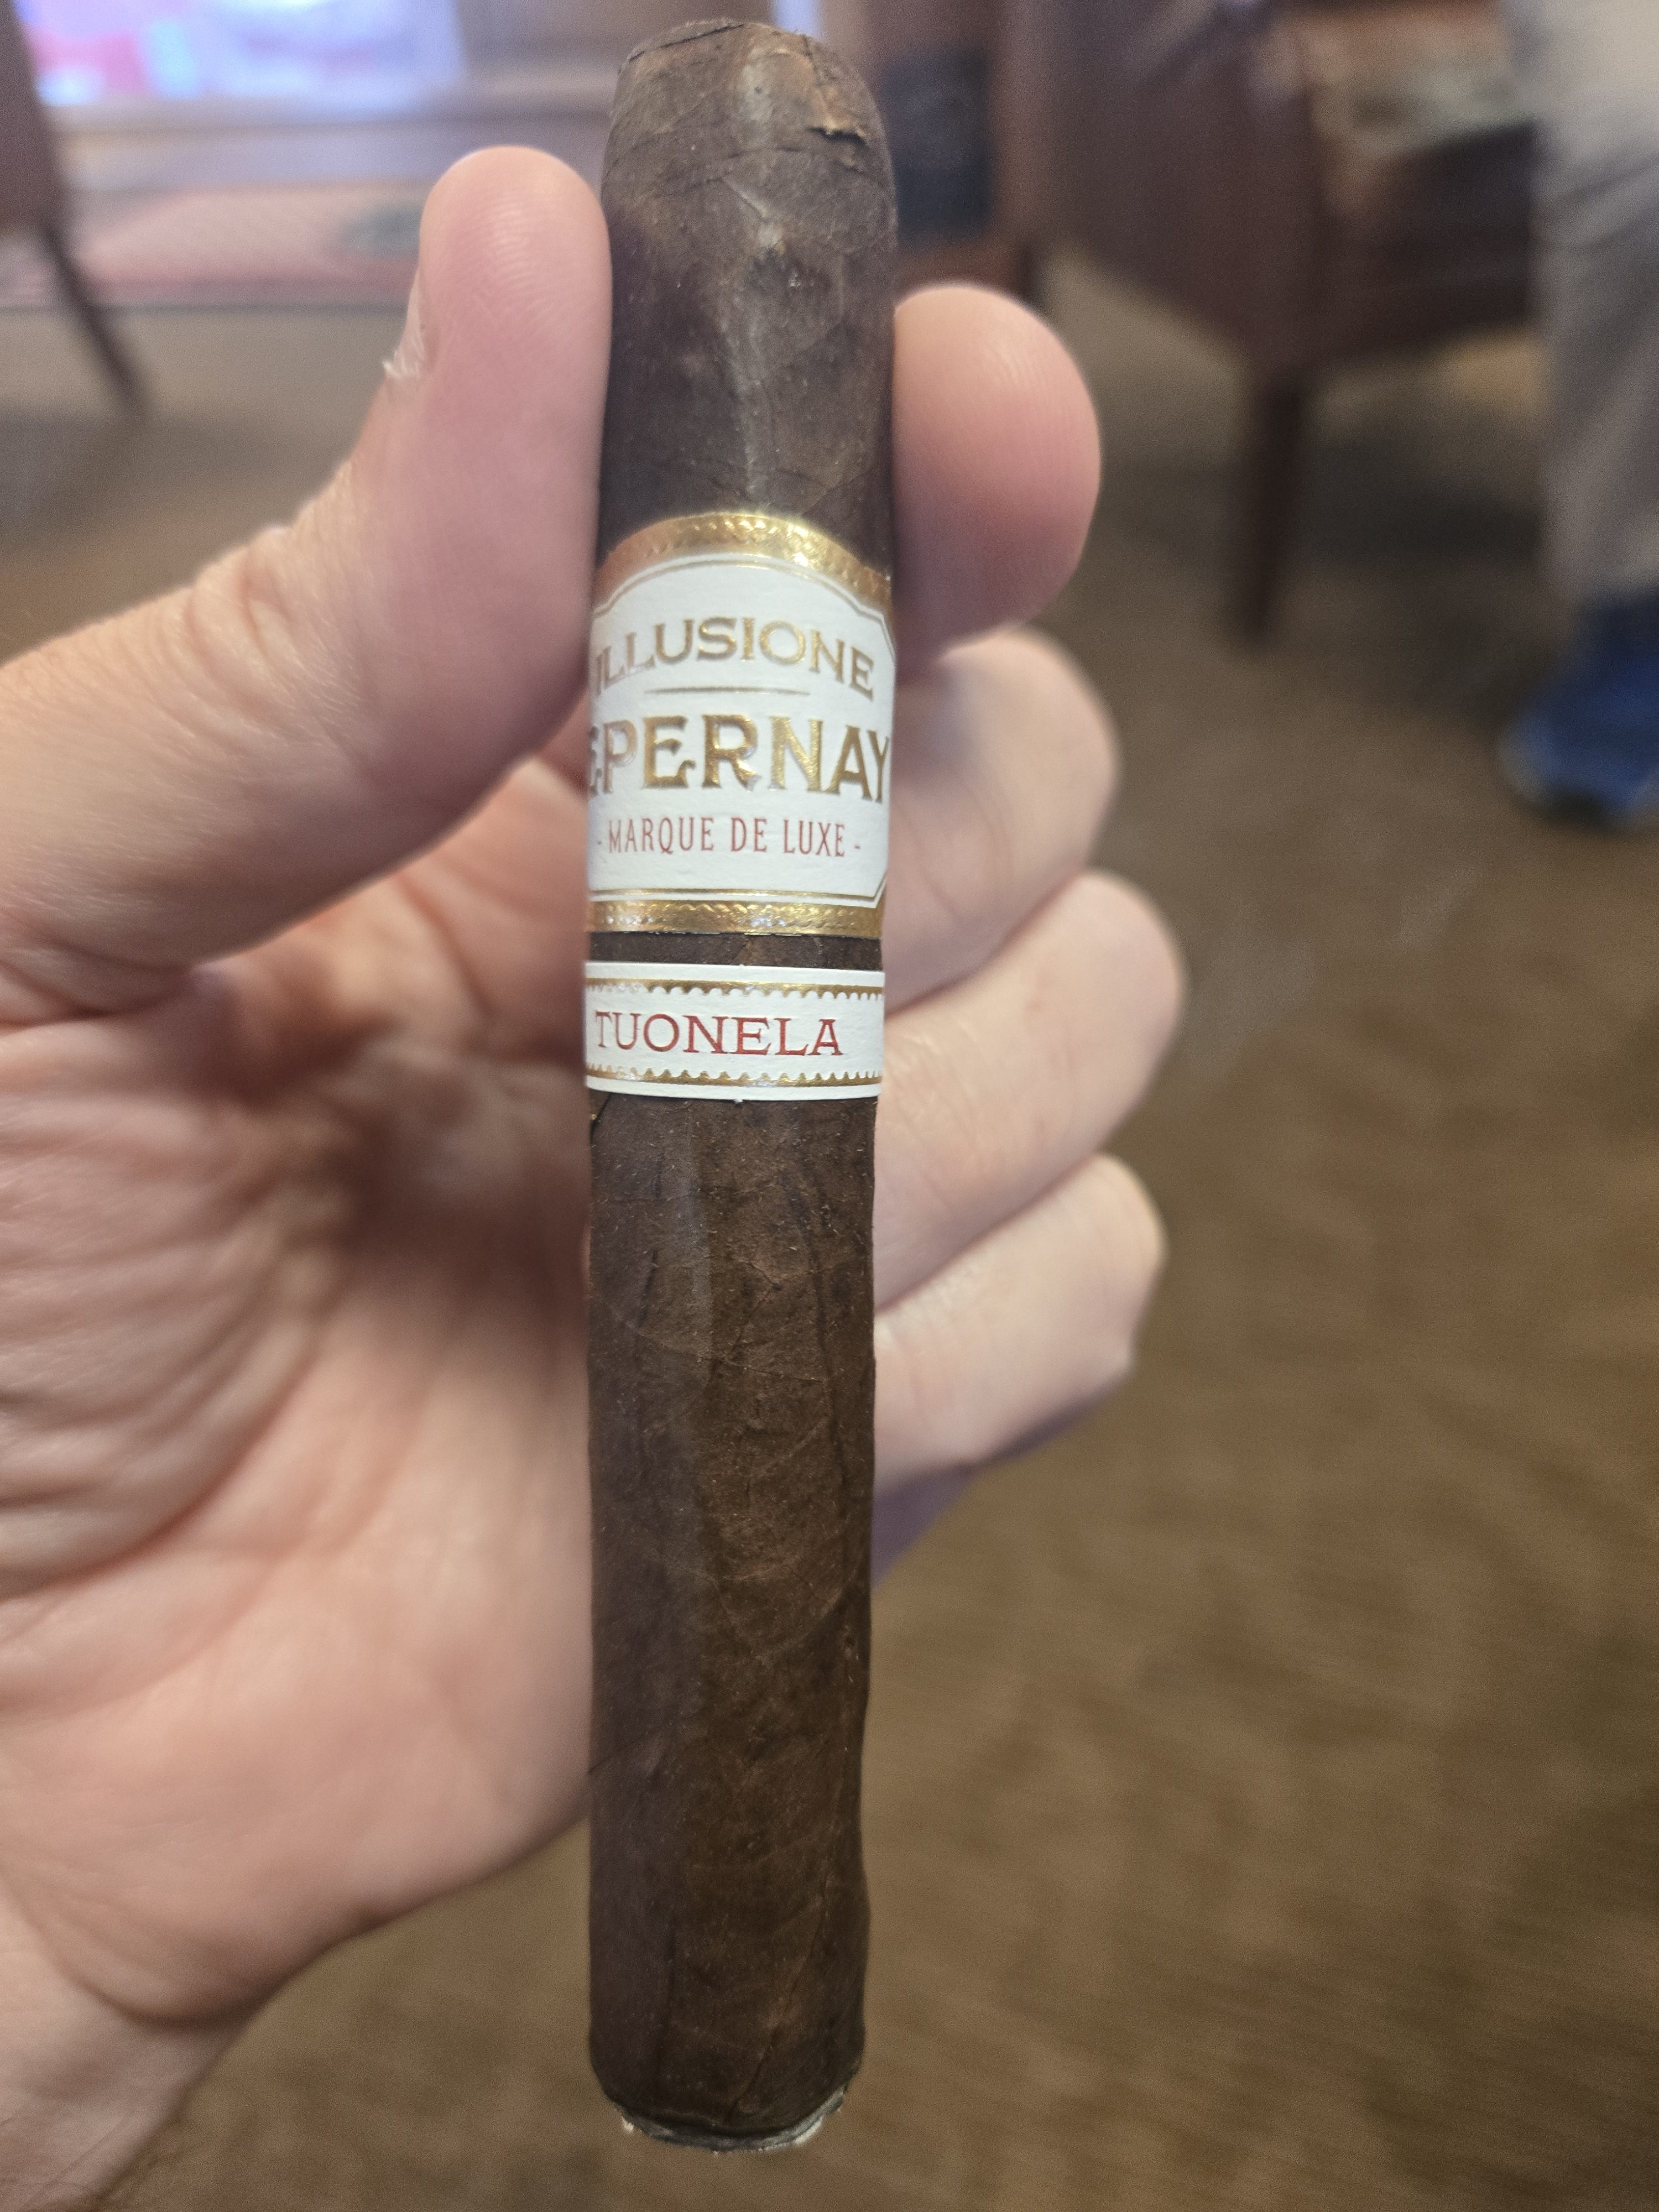 ILLUSIONE
EPERNAY
- MARQUE DE LUXE -
TUONELA